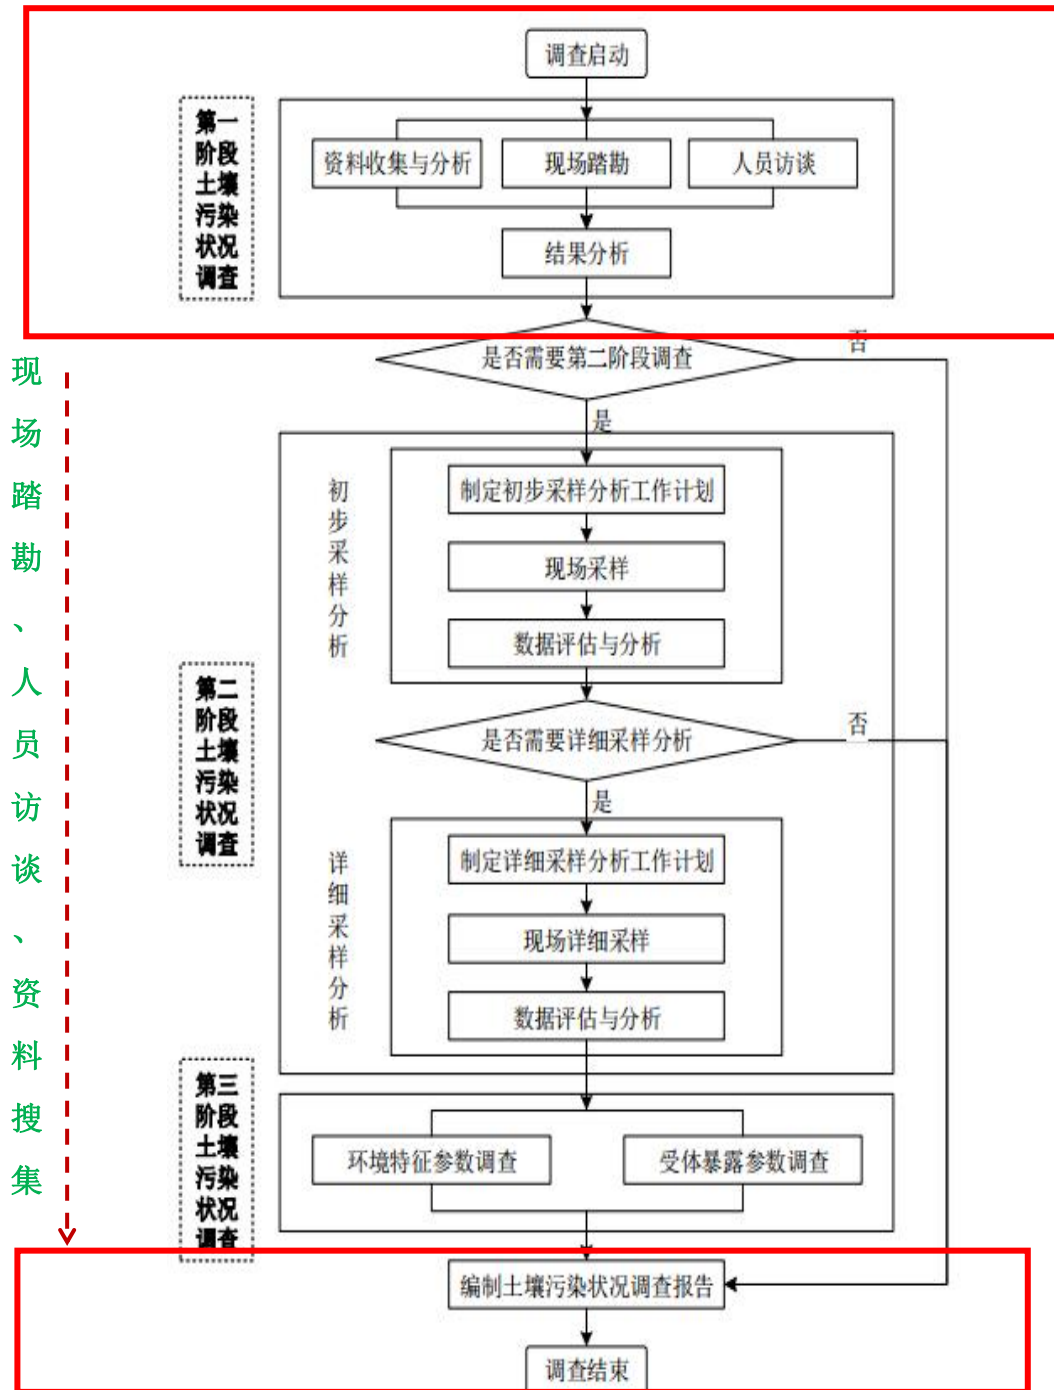 调查启动
第一
阶段
土壤
污染
状况
调查
资料收集与分析
现场踏勘
人员访谈
结果分析
是否需要第二阶段调查
否
是
现场踏勘、人员访谈、资料搜集
初步采样分析
制定初步采样分析工作计划
现场采样
数据评估与分析
第二
阶段
土壤
污染
状况
调查
是否需要详细采样分析
否
是
详细采样分析
制定详细采样分析工作计划
现场详细采样
数据评估与分析
第三
阶段
土壤
污染
状况
调查
环境特征参数调查
受体暴露参数调查
编制土壤污染状况调查报告
调查结束